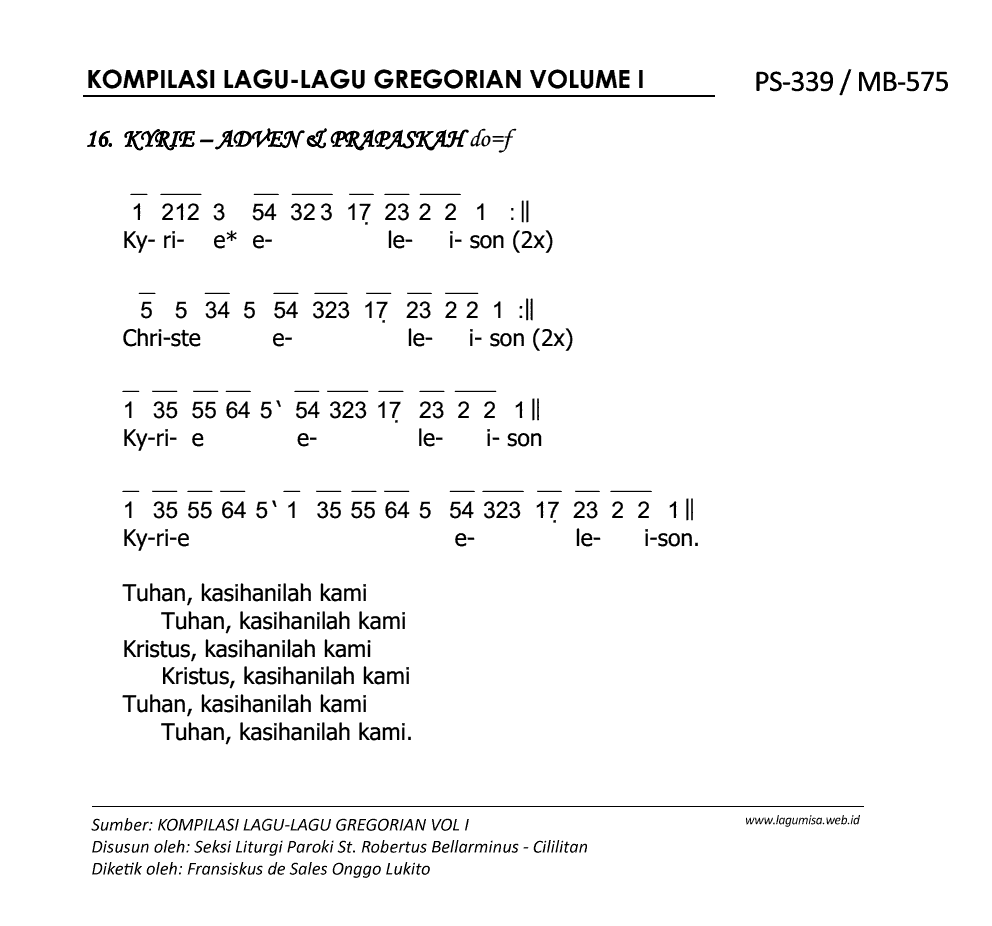 KOMPILASI LAGU-LAGU GREGORIAN VOLUME I
PS-339 / MB-575
16. KYRIE – ADVEN & PRAPASKAH do=f
1 212 3 54 32 3 17̣ 23 2 2 1 :||
Ky- ri- e* e- le- i- son (2x)
5 5 34 5 54 323 17̣ 23 2 2 1 :||
Chri-ste e- le- i- son (2x)
1 35 55 64 5‵ 54 323 17̣ 23 2 2 1||
Ky-ri- e e- le- i- son
1 35 55 64 5‵ 1 35 55 64 5 54 323 17̣ 23 2 2 1||
Ky-ri-e e- le- i-son.
Tuhan, kasihanilah kami
Tuhan, kasihanilah kami
Kristus, kasihanilah kami
Kristus, kasihanilah kami
Tuhan, kasihanilah kami
Tuhan, kasihanilah kami.
Sumber: KOMPILASI LAGU-LAGU GREGORIAN VOL I
www.lagumisa.web.id
Disusun oleh: Seksi Liturgi Paroki St. Robertus Bellarminus - Cililitan
Diketik oleh: Fransiskus de Sales Onggo Lukito